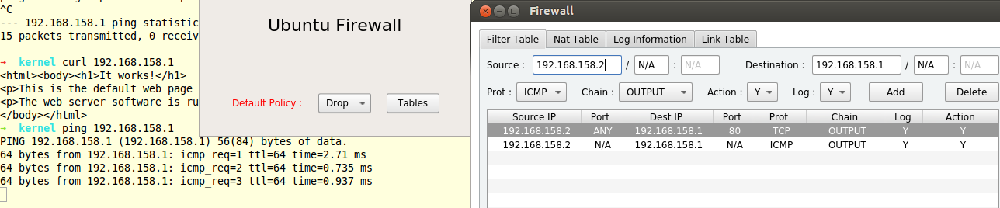 ^C
--- 192.168.158.1 ping statistic
15 packets transmitted, 0 receiv
→ kernel curl 192.168.158.1
<html><body><h1>It works!</h1>
<p>This is the default web page
<p>The web server software is ru
</body></html>
→ kernel ping 192.168.158.1
PING 192.168.158.1 (192.168.158.1) 56(84) bytes of data.
64 bytes from 192.168.158.1: icmp_req=1 ttl=64 time=2.71 ms
64 bytes from 192.168.158.1: icmp_req=2 ttl=64 time=0.735 ms
64 bytes from 192.168.158.1: icmp_req=3 ttl=64 time=0.937 ms
Ubuntu Firewall
Default Policy : Drop Tables
Firewall
Filter Table Nat Table Log Information Link Table
Source : 192.168.158.2 / N/A : N/A Destination : 192.168.158.1 / N/A : N/A
Prot : ICMP Chain : OUTPUT Action : Y Log : Y Add Delete
Source IP Port Dest IP Port Prot Chain Log Action
192.168.158.2 ANY 192.168.158.1 80 TCP OUTPUT Y Y
192.168.158.2 N/A 192.168.158.1 N/A ICMP OUTPUT Y Y